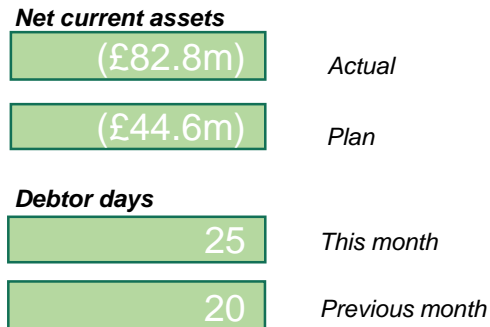 Net current assets
(£82.8m) Actual
(£44.6m) Plan
Debtor days
25 This month
20 Previous month